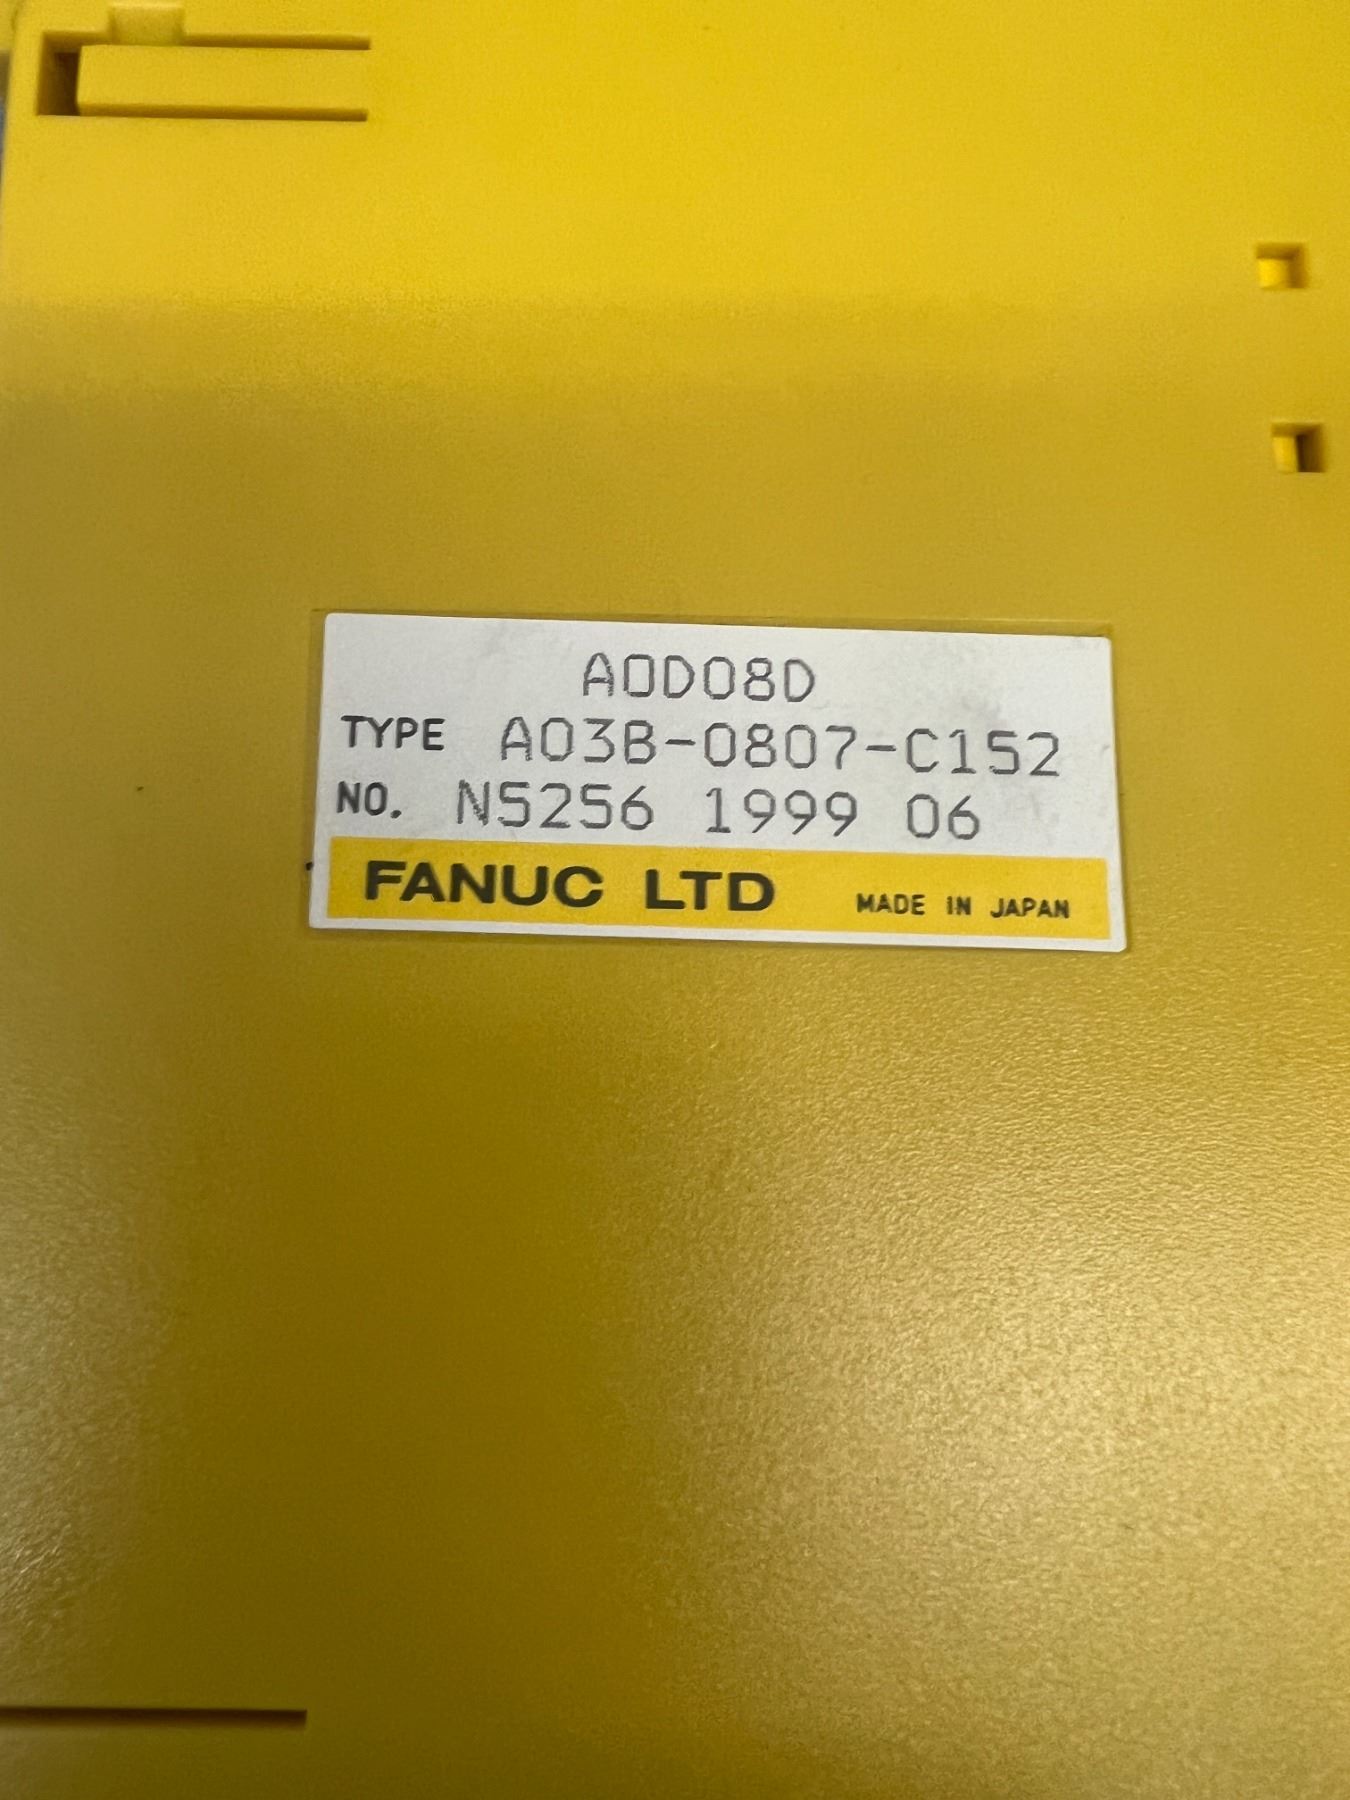 AOD08D
TYPE A03B-0807-C152
NO. N5256 1999 06
FANUC LTD MADE IN JAPAN